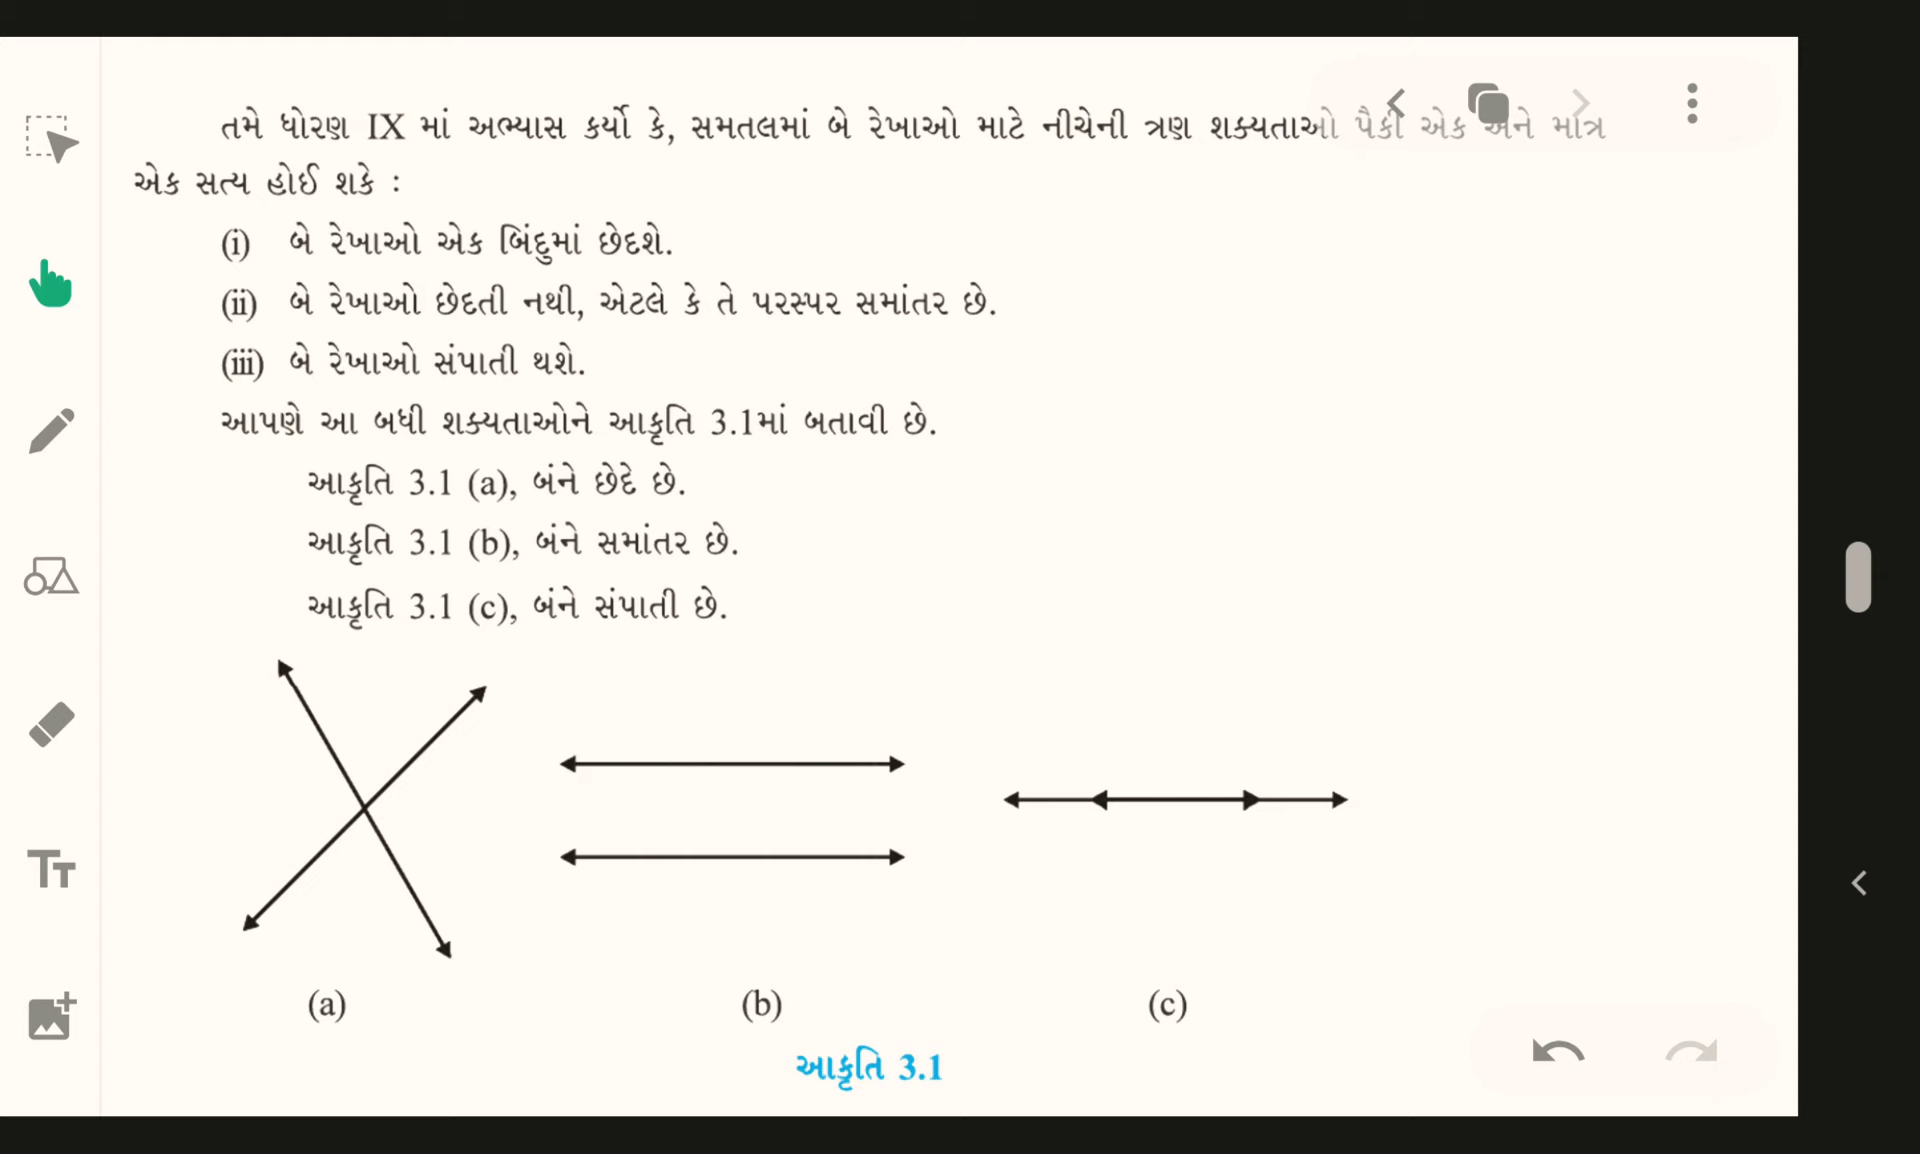 તમે ધોરણ IX માં અભ્યાસ કર્યો કે, સમતલમાં બે રેખાઓ માટે નીચેની ત્રણ શક્યતાઓ પૈકી એક અને માત્ર
એક સત્ય હોઈ શકે :
(i) બે રેખાઓ એક બિંદુમાં છેદશે.
(ii) બે રેખાઓ છેદતી નથી, એટલે કે તે પરસ્પર સમાંતર છે.
(iii) બે રેખાઓ સંપાતી થશે.
આપણે આ બધી શક્યતાઓને આકૃતિ 3.1માં બતાવી છે.
આકૃતિ 3.1 (a), બંને છેદે છે.
આકૃતિ 3.1 (b), બંને સમાંતર છે.
આકૃતિ 3.1 (c), બંને સંપાતી છે.
(a) (b) (c)
આકૃતિ 3.1